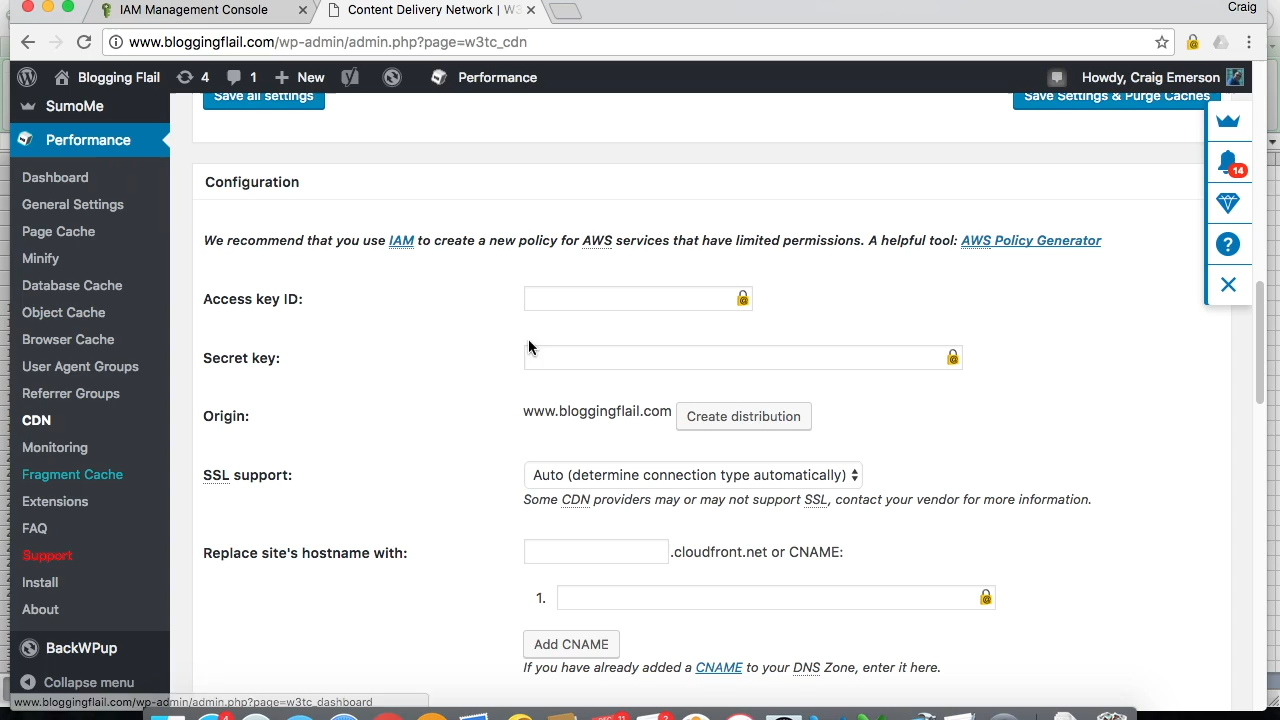 IAM Management Console
Content Delivery Network | W3
Craig
www.bloggingflail.com/wp-admin/admin.php?page=w3tc_cdn
Blogging Flail 4 1 New Performance Howdy, Craig Emerson
SumoMe
Performance
Dashboard
General Settings
Page Cache
Minify
Database Cache
Object Cache
Browser Cache
User Agent Groups
Referrer Groups
CDN
Monitoring
Fragment Cache
Extensions
FAQ
Support
Install
About
BackWPup
Collapse menu
Save all settings
Save Settings & Purge Caches
14
Configuration
We recommend that you use IAM to create a new policy for AWS services that have limited permissions. A helpful tool: AWS Policy Generator
Access key ID:
Secret key:
Origin: www.bloggingflail.com Create distribution
SSL support: Auto (determine connection type automatically)
Some CDN providers may or may not support SSL, contact your vendor for more information.
Replace site's hostname with: .cloudfront.net or CNAME:
1.
Add CNAME
If you have already added a CNAME to your DNS Zone, enter it here.
www.bloggingflail.com/wp-admin/admin.php?page=w3tc_dashboard